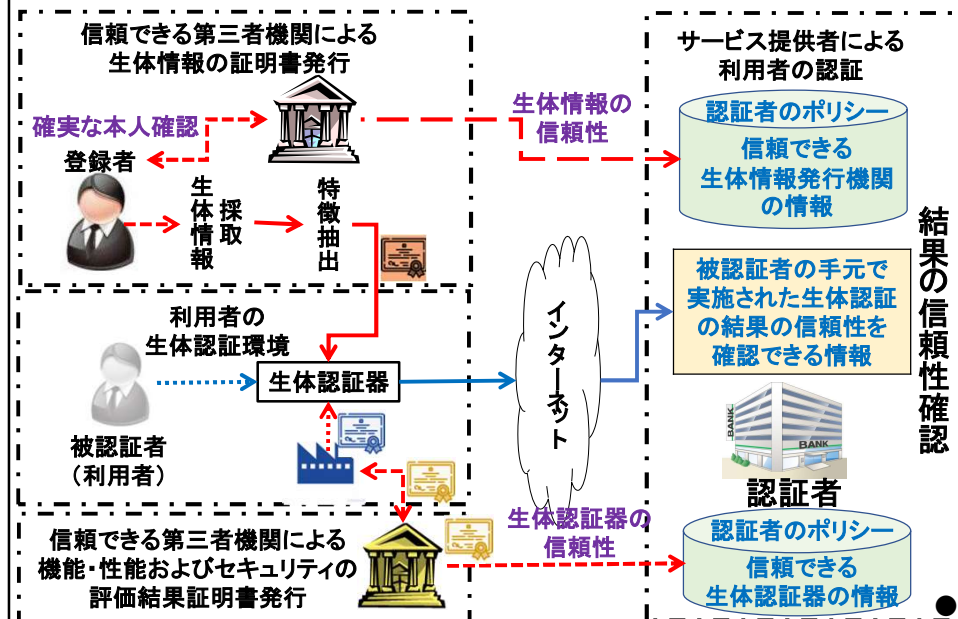 信頼できる第三者機関による
生体情報の証明書発行
確実な本人確認
登録者
生体情報
採取
特徴抽出
生体情報の
信頼性
利用者の
生体認証環境
生体認証器
被認証者
（利用者）
インターネット
信頼できる第三者機関による
機能・性能およびセキュリティの
評価結果証明書発行
生体認証器の
信頼性
サービス提供者による
利用者の認証
認証者のポリシー
信頼できる
生体情報発行機関
の情報
被認証者の手元で
実施された生体認証
の結果の信頼性を
確認できる情報
BANK
BANK
認証者
認証者のポリシー
信頼できる
生体認証器の情報
結果の信頼性確認